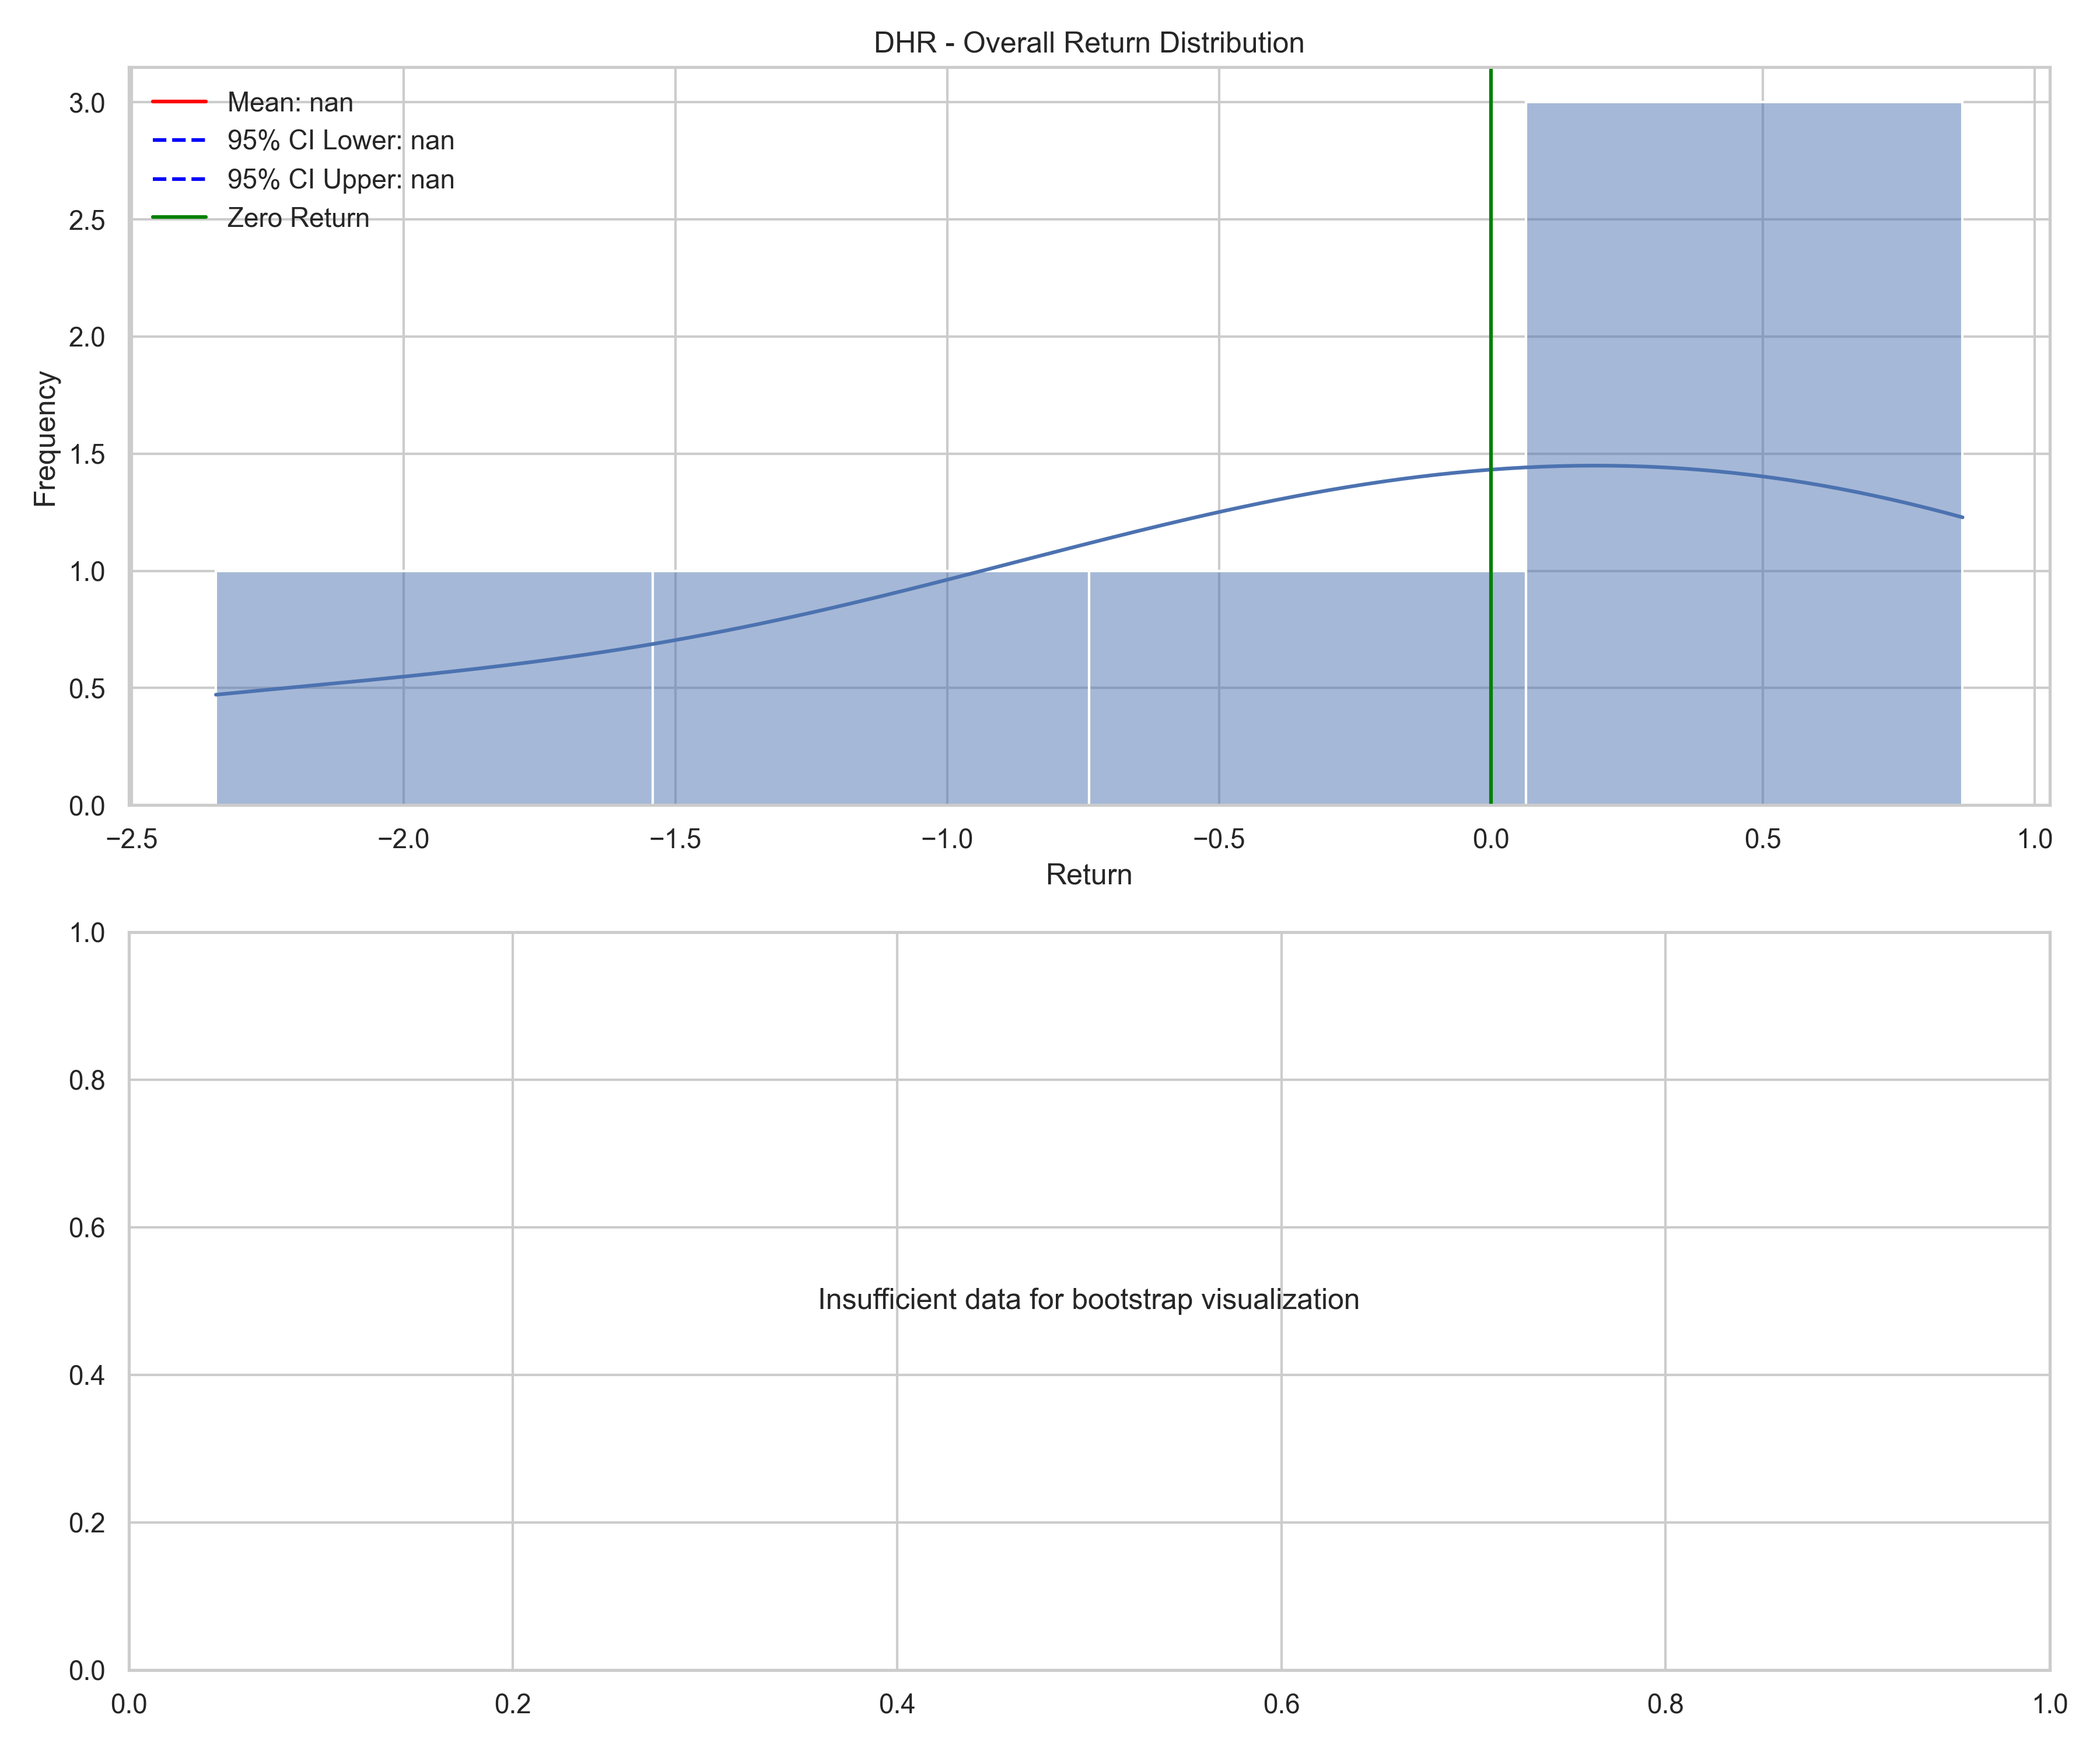 DHR - Overall Return Distribution
3.0
2.5
2.0
1.5
1.0
0.5
0.0
Frequency
Mean: nan
95% CI Lower: nan
95% CI Upper: nan
Zero Return
−2.5 −2.0 −1.5 −1.0 −0.5 0.0 0.5 1.0
Return
1.0
0.8
0.6
0.4
0.2
0.0
Insufficient data for bootstrap visualization
0.0 0.2 0.4 0.6 0.8 1.0